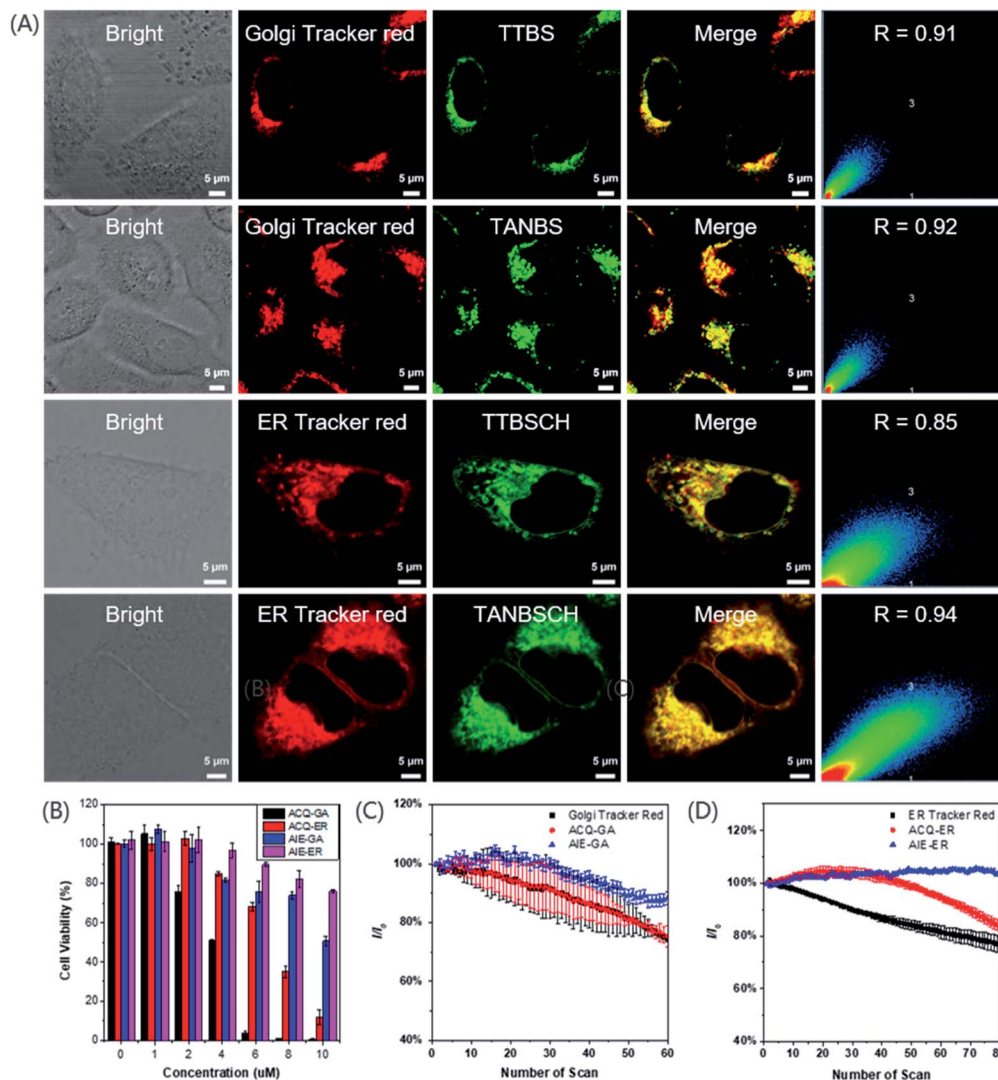 (A)
Bright Golgi Tracker red TTBS Merge R = 0.91
3
5 μm 5 μm 5 μm 5 μm 1
Bright Golgi Tracker red TANBS Merge R = 0.92
3
5 μm 5 μm 5 μm 5 μm 1
Bright ER Tracker red TTBSCH Merge R = 0.85
3
5 μm 5 μm 5 μm 5 μm 1
Bright ER Tracker red TANBSCH Merge R = 0.94
(B) (C) 3
5 μm 5 μm 5 μm 5 μm
(B)
120
100
80
60
40
20
0
Cell Viability (%)
ACQ-GA
ACQ-ER
AIE-GA
AIE-ER
0 1 2 4 6 8 10
Concentration (uM)
(C)
120%
100%
80%
60%
40%
I/I0
Golgi Tracker Red
ACQ-GA
AIE-GA
0 10 20 30 40 50 60
Number of Scan
(D)
120%
100%
80%
60%
40%
I/I0
ER Tracker Red
ACQ-ER
AIE-ER
0 10 20 30 40 50 60 70 80
Number of Scan